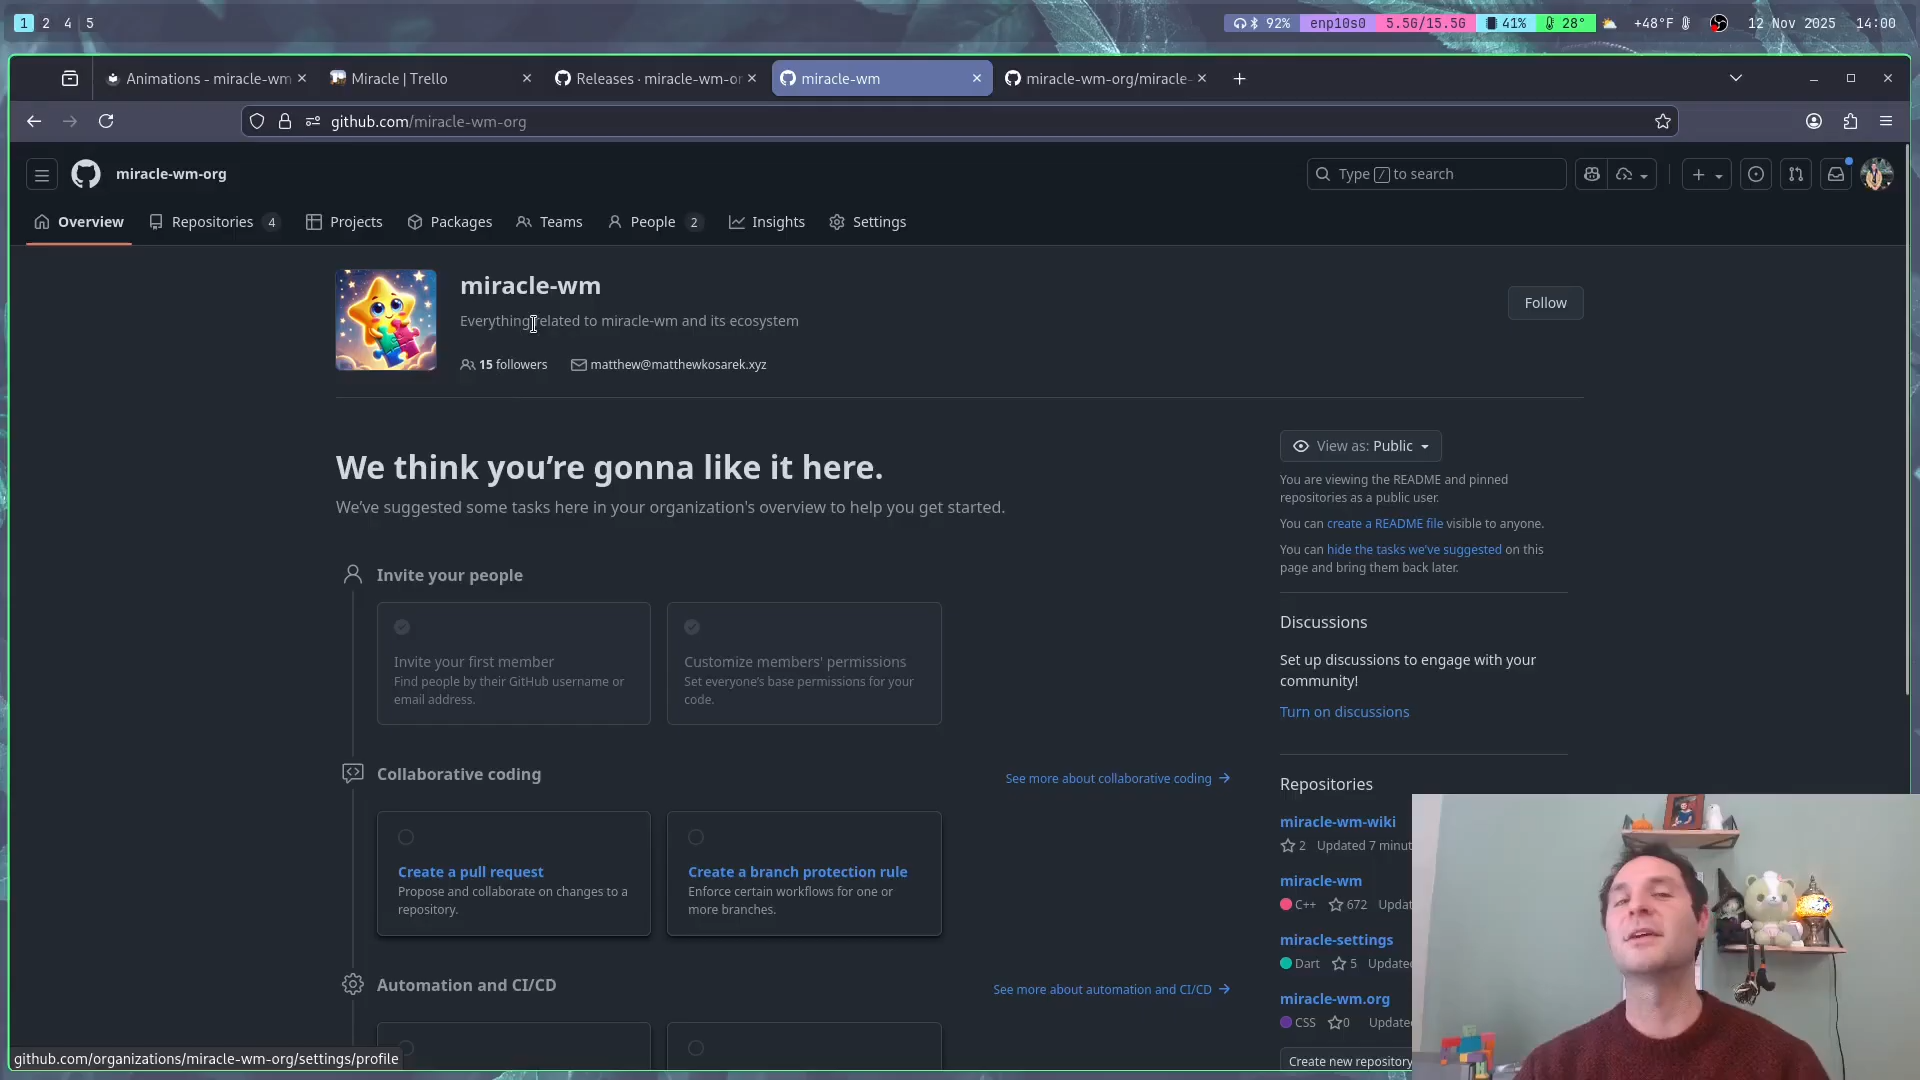 1 2 4 5
92% enp10s0 5.5G/15.5G 41% 28° +48°F 12 Nov 2025 14:00
Animations - miracle-wm
Miracle | Trello
Releases · miracle-wm-or
miracle-wm
miracle-wm-org/miracle-
github.com/miracle-wm-org
miracle-wm-org
Type / to search
Overview
Repositories 4
Projects
Packages
Teams
People 2
Insights
Settings
miracle-wm
Everything related to miracle-wm and its ecosystem
15 followers
matthew@matthewkosarek.xyz
Follow
We think you’re gonna like it here.
We’ve suggested some tasks here in your organization's overview to help you get started.
Invite your people
Invite your first member
Find people by their GitHub username or
email address.
Customize members' permissions
Set everyone's base permissions for your
code.
Collaborative coding
See more about collaborative coding
Create a pull request
Propose and collaborate on changes to a
repository.
Create a branch protection rule
Enforce certain workflows for one or
more branches.
Automation and CI/CD
See more about automation and CI/CD
View as: Public
You are viewing the README and pinned
repositories as a public user.
You can create a README file visible to anyone.
You can hide the tasks we've suggested on this
page and bring them back later.
Discussions
Set up discussions to engage with your
community!
Turn on discussions
Repositories
miracle-wm-wiki
2 Updated 7 minut
miracle-wm
C++ 672 Updat
miracle-settings
Dart 5 Update
miracle-wm.org
CSS 0 Update
Create new repository
github.com/organizations/miracle-wm-org/settings/profile